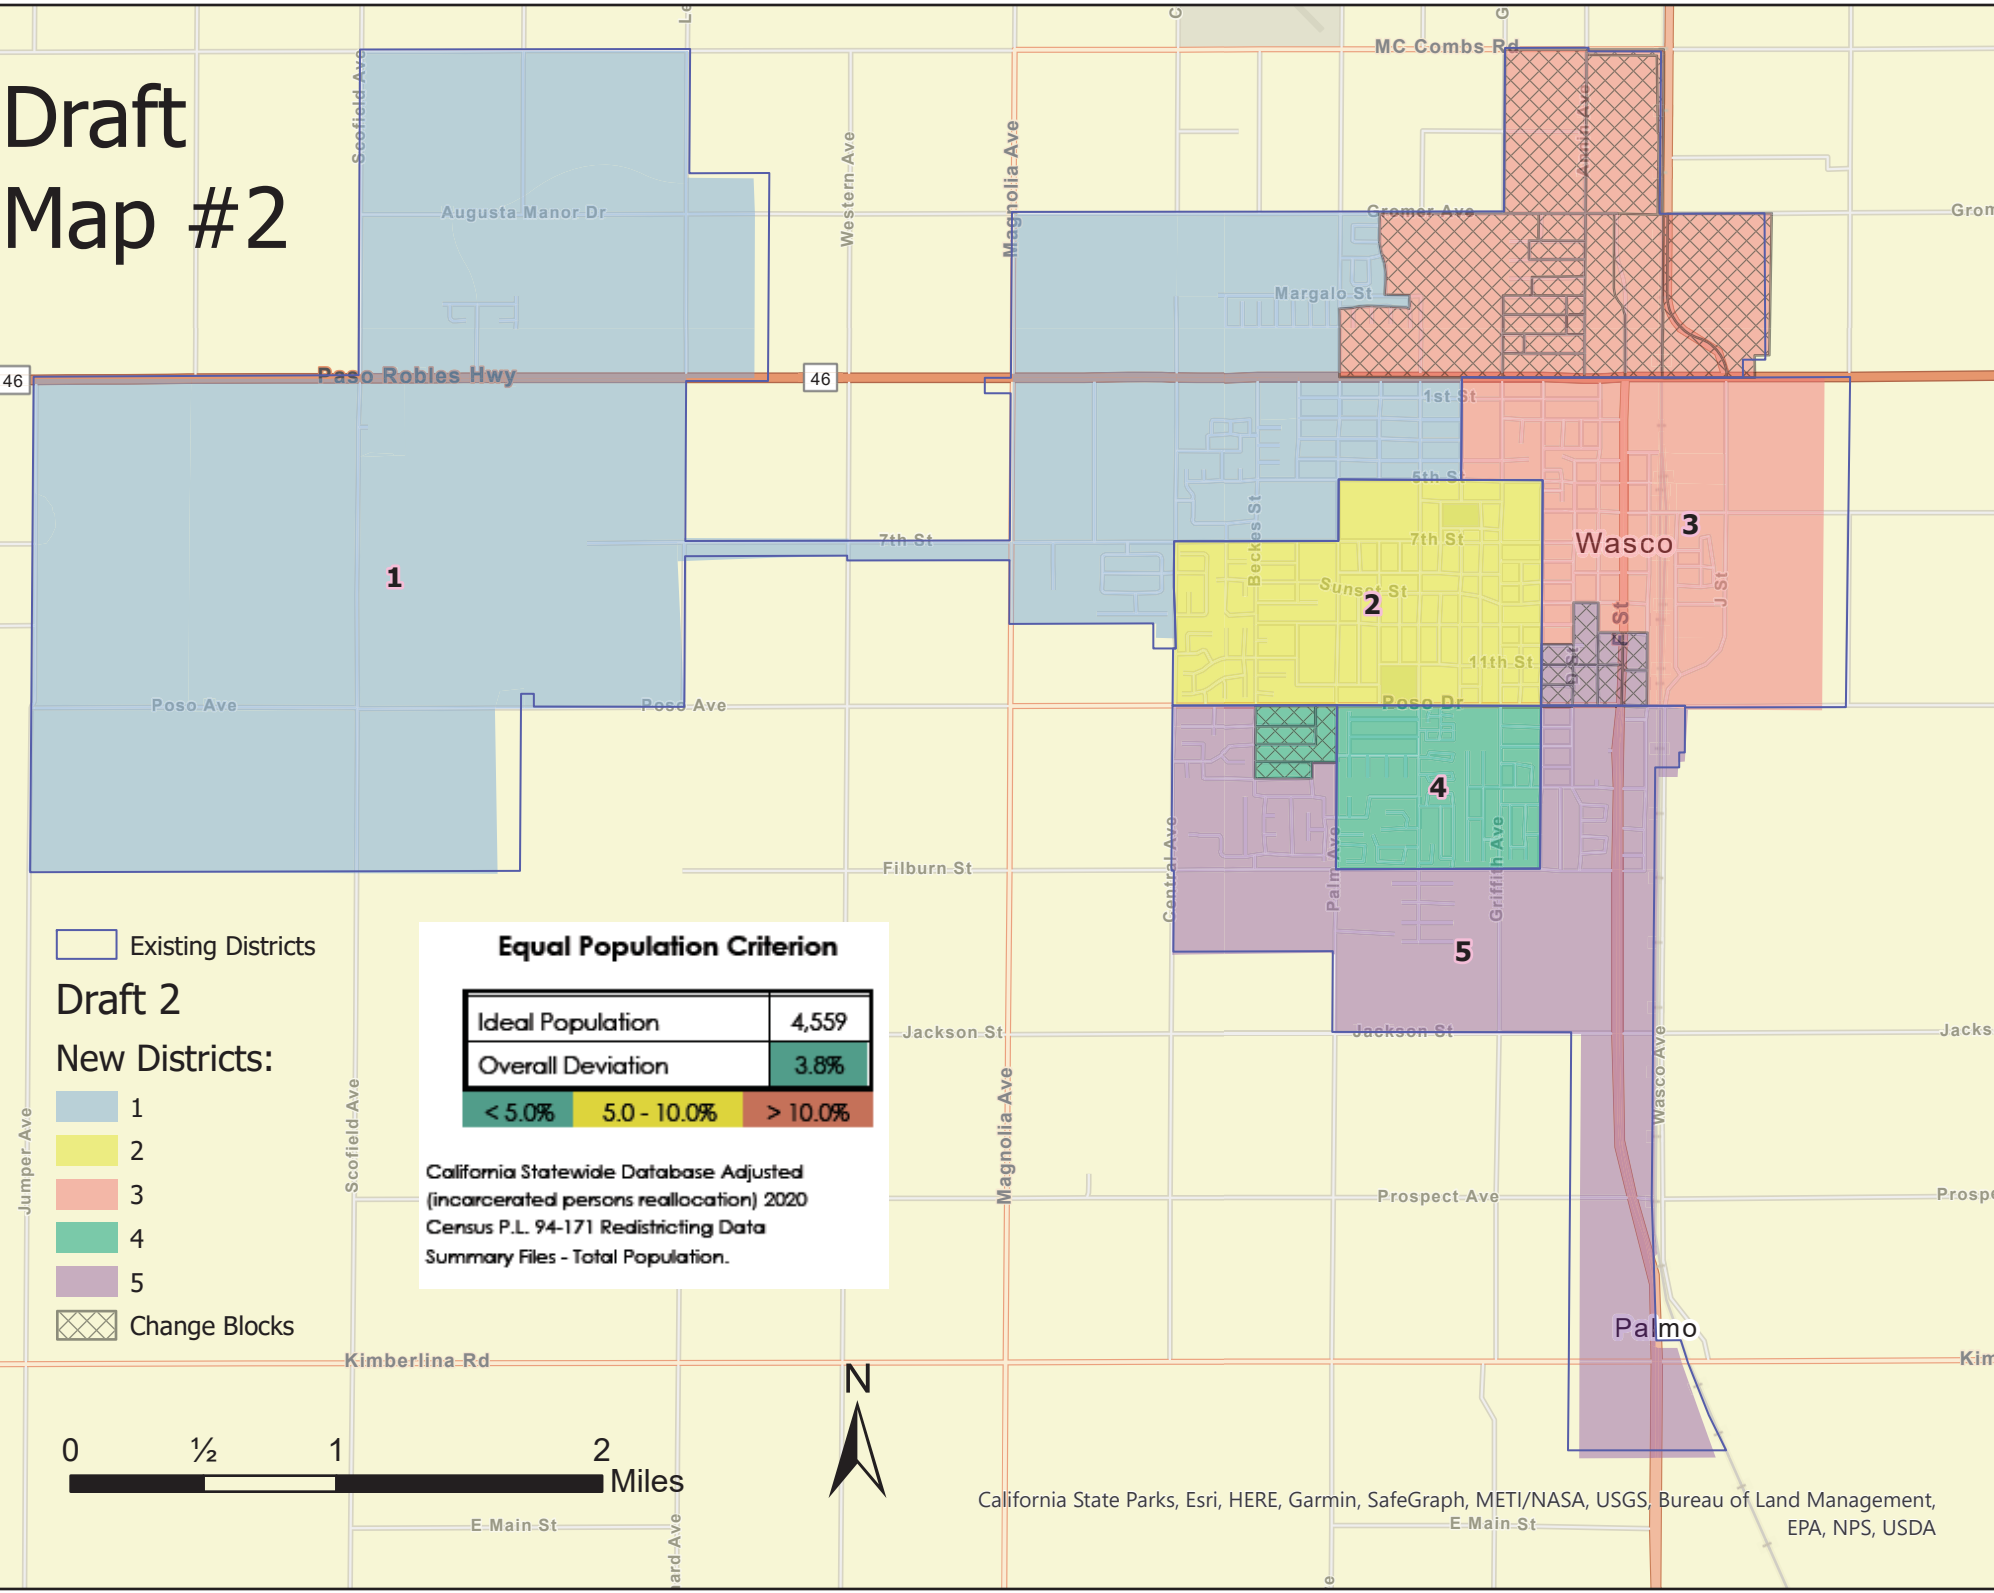 Draft
Map #2
MC Combs Rd
Scofield Ave
Augusta Manor Dr
Western Ave
Magnolia Ave
Gromer Ave
Annin Ave
Margalo St
46
Paso Robles Hwy
46
1st St
5th St
Beckes St
7th St
7th St
Wasco
3
1
Sunset St
2
J St
F St
D St
11th St
Poso Ave
Poso Ave
Poso Dr
4
Central Ave
Palm Ave
Griffith Ave
Filburn St
5
Existing Districts
Draft 2
New Districts:
1
2
3
4
5
Change Blocks
Equal Population Criterion
Ideal Population 4,559
Overall Deviation 3.8%
< 5.0% 5.0 - 10.0% > 10.0%
California Statewide Database Adjusted
(incarcerated persons reallocation) 2020
Census P.L. 94-171 Redistricting Data
Summary Files - Total Population.
Jackson St
Jackson St
Jumper Ave
Scofield Ave
Magnolia Ave
Wasco Ave
Prospect Ave
Palmo
Kimberlina Rd
N
0 ½ 1 2
Miles
E Main St
E Main St
California State Parks, Esri, HERE, Garmin, SafeGraph, METI/NASA, USGS, Bureau of Land Management,
EPA, NPS, USDA